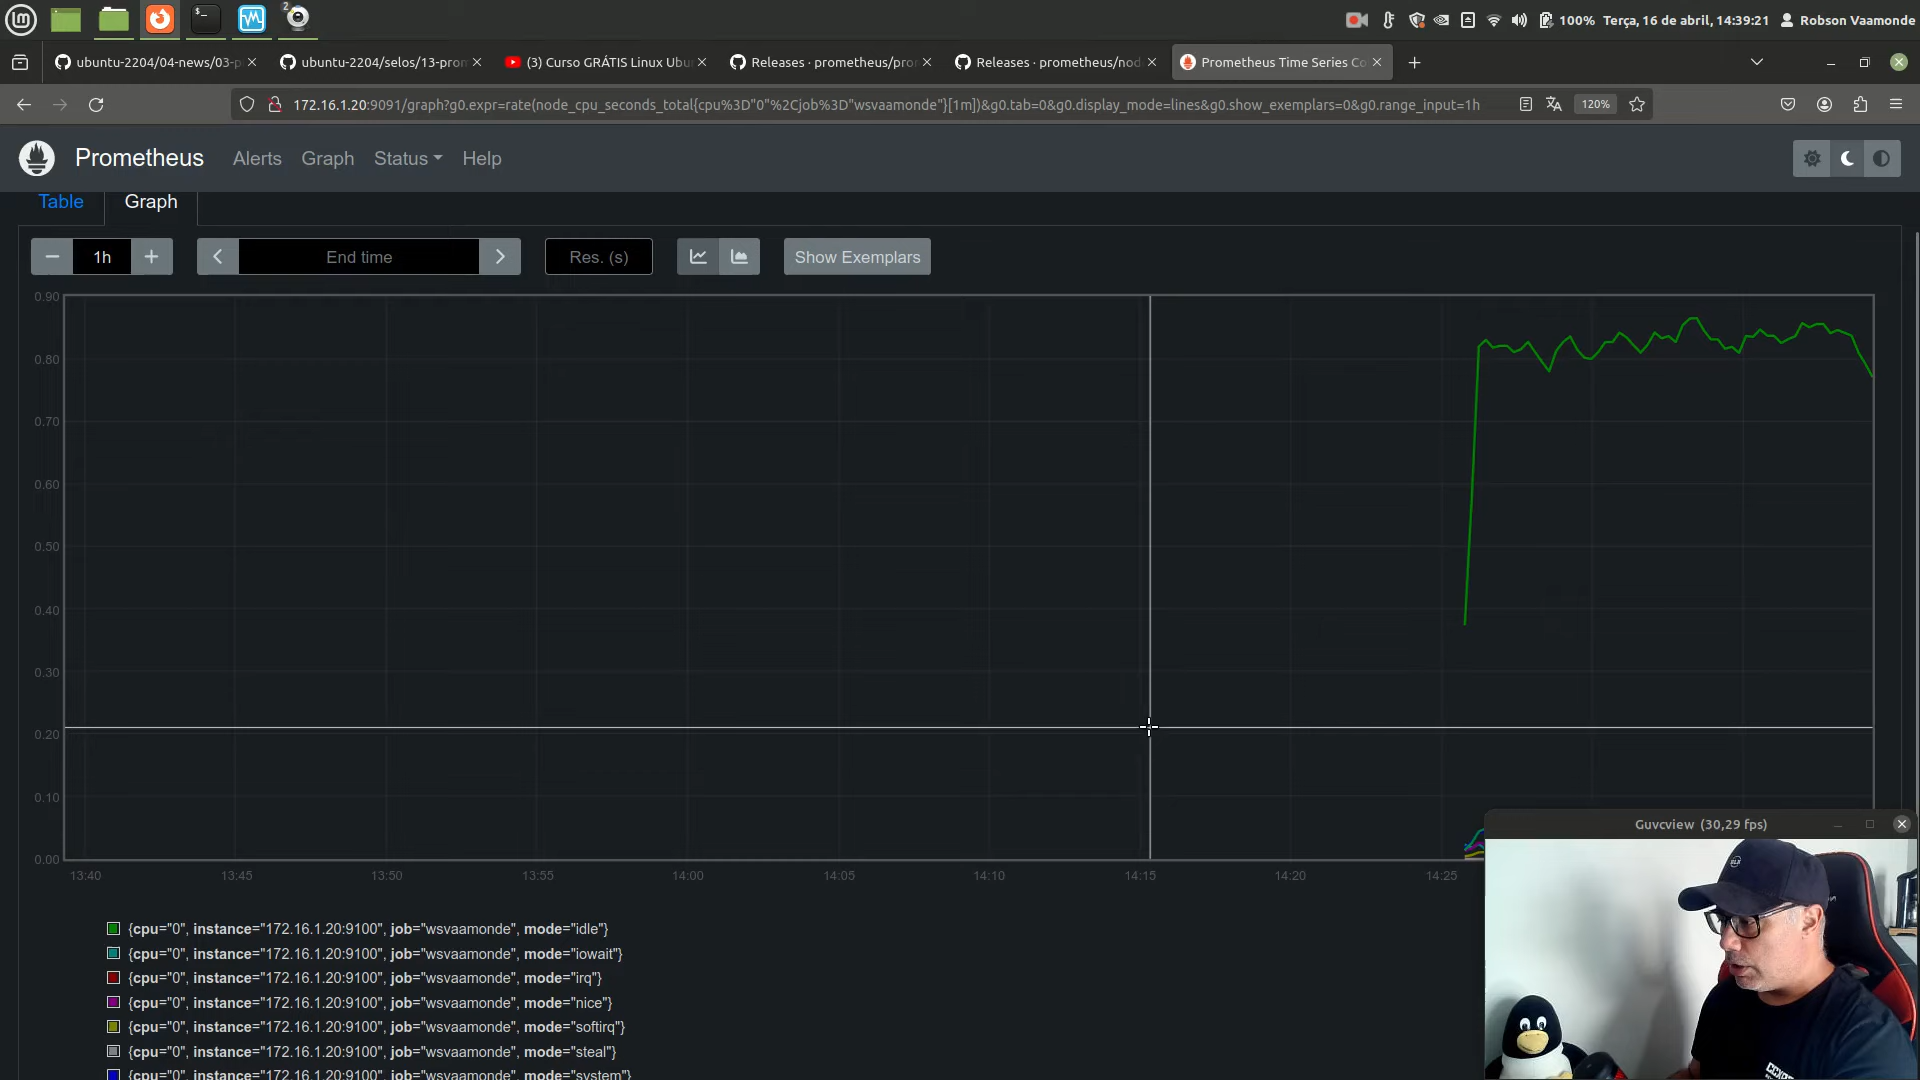 100% Terça, 16 de abril, 14:39:21 Robson Vaamonde
ubuntu-2204/04-news/03-p
ubuntu-2204/selos/13-pron
(3) Curso GRÁTIS Linux Ubu
Releases · prometheus/pro
Releases · prometheus/nod
Prometheus Time Series Co
172.16.1.20:9091/graph?g0.expr=rate(node_cpu_seconds_total{cpu%3D"0"%2Cjob%3D"wsvaamonde"}[1m])&g0.tab=0&g0.display_mode=lines&g0.show_exemplars=0&g0.range_input=1h
120%
Prometheus Alerts Graph Status Help
Table Graph
1h End time Res. (s) Show Exemplars
0.90
0.80
0.70
0.60
0.50
0.40
0.30
0.20
0.10
0.00
13:40 13:45 13:50 13:55 14:00 14:05 14:10 14:15 14:20 14:25
Guvcview (30,29 fps)
{cpu="0", instance="172.16.1.20:9100", job="wsvaamonde", mode="idle"}
{cpu="0", instance="172.16.1.20:9100", job="wsvaamonde", mode="iowait"}
{cpu="0", instance="172.16.1.20:9100", job="wsvaamonde", mode="irq"}
{cpu="0", instance="172.16.1.20:9100", job="wsvaamonde", mode="nice"}
{cpu="0", instance="172.16.1.20:9100", job="wsvaamonde", mode="softirq"}
{cpu="0", instance="172.16.1.20:9100", job="wsvaamonde", mode="steal"}
{cpu="0", instance="172.16.1.20:9100", job="wsvaamonde", mode="system"}